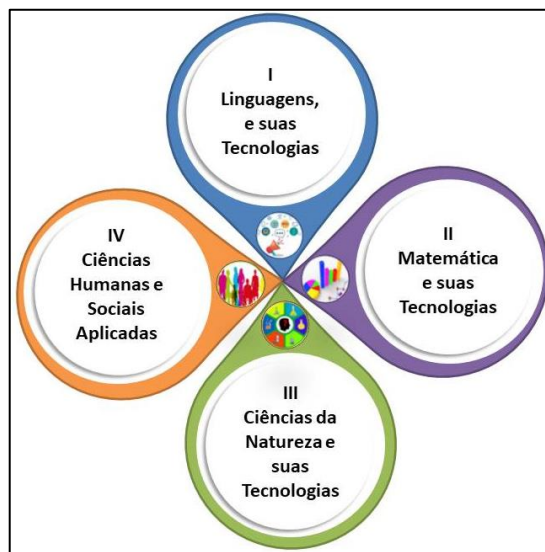 I
Linguagens,
e suas
Tecnologias
II
Matemática
e suas
Tecnologias
III
Ciências da
Natureza e
suas
Tecnologias
IV
Ciências
Humanas e
Sociais
Aplicadas